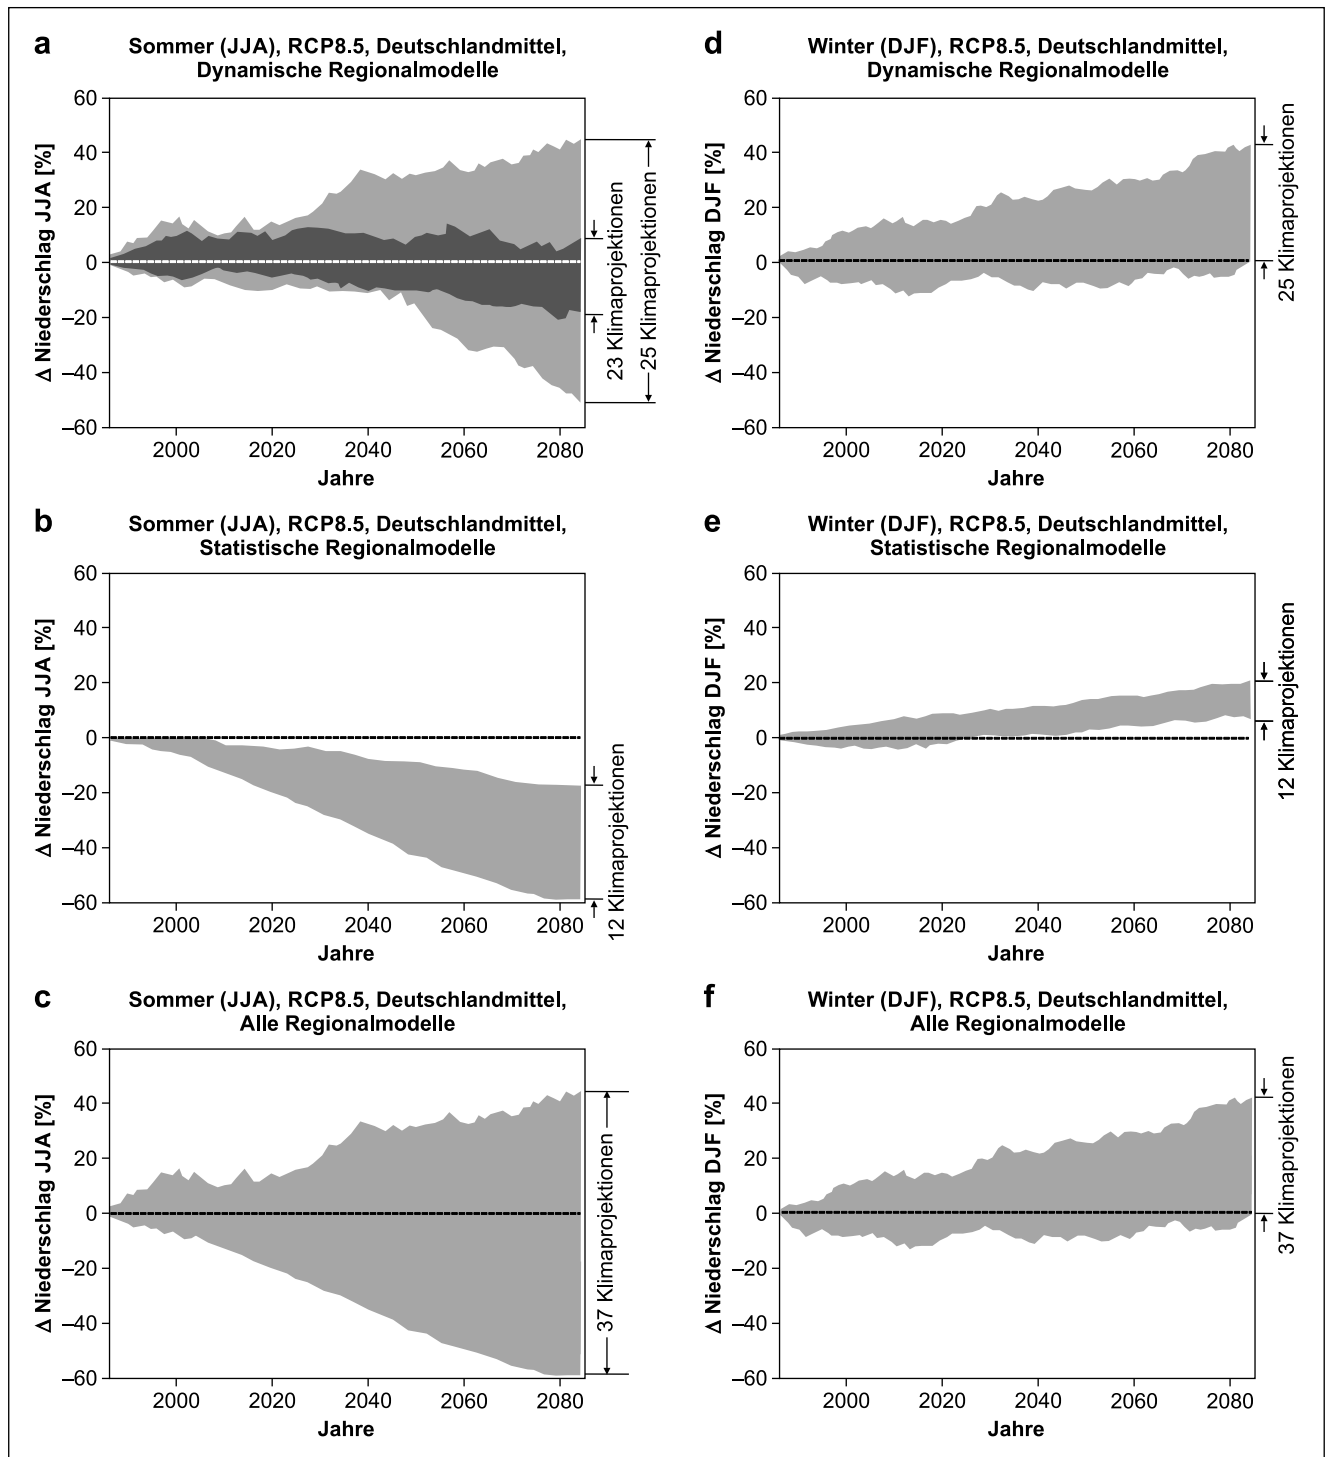 a
Sommer (JJA), RCP8.5, Deutschlandmittel,
Dynamische Regionalmodelle
Δ Niederschlag JJA [%]
60
40
20
0
–20
–40
–60
2000 2020 2040 2060 2080
Jahre
23 Klimaprojektionen
25 Klimaprojektionen
d
Winter (DJF), RCP8.5, Deutschlandmittel,
Dynamische Regionalmodelle
Δ Niederschlag DJF [%]
60
40
20
0
–20
–40
–60
2000 2020 2040 2060 2080
Jahre
25 Klimaprojektionen
b
Sommer (JJA), RCP8.5, Deutschlandmittel,
Statistische Regionalmodelle
Δ Niederschlag JJA [%]
60
40
20
0
–20
–40
–60
2000 2020 2040 2060 2080
Jahre
12 Klimaprojektionen
e
Winter (DJF), RCP8.5, Deutschlandmittel,
Statistische Regionalmodelle
Δ Niederschlag DJF [%]
60
40
20
0
–20
–40
–60
2000 2020 2040 2060 2080
Jahre
12 Klimaprojektionen
c
Sommer (JJA), RCP8.5, Deutschlandmittel,
Alle Regionalmodelle
Δ Niederschlag JJA [%]
60
40
20
0
–20
–40
–60
2000 2020 2040 2060 2080
Jahre
37 Klimaprojektionen
f
Winter (DJF), RCP8.5, Deutschlandmittel,
Alle Regionalmodelle
Δ Niederschlag DJF [%]
60
40
20
0
–20
–40
–60
2000 2020 2040 2060 2080
Jahre
37 Klimaprojektionen